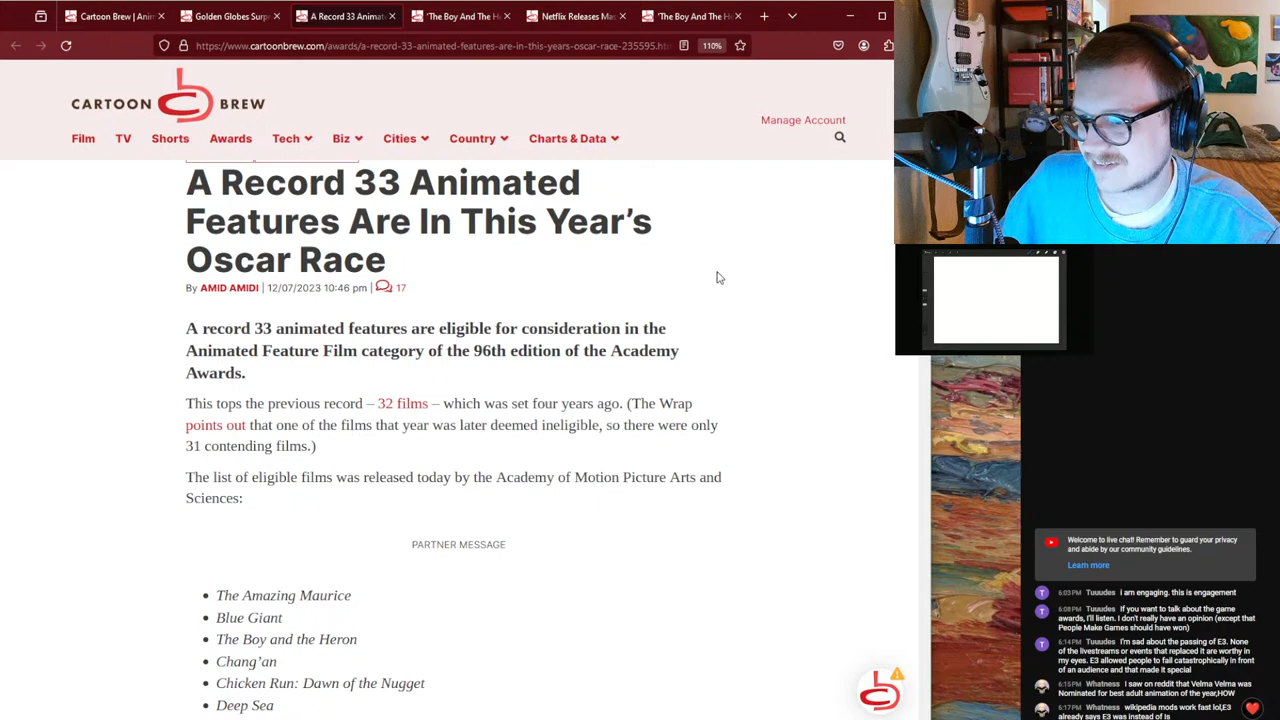 Cartoon Brew | Anim
Golden Globes Surp
A Record 33 Animate
'The Boy And The He
Netflix Releases Mas
'The Boy And The He
https://www.cartoonbrew.com/awards/a-record-33-animated-features-are-in-this-years-oscar-race-235595.ht
110%
CARTOON BREW
Manage Account
Film TV Shorts Awards Tech Biz Cities Country Charts & Data
A Record 33 Animated
Features Are In This Year's
Oscar Race
By AMID AMIDI | 12/07/2023 10:46 pm | 17
A record 33 animated features are eligible for consideration in the
Animated Feature Film category of the 96th edition of the Academy
Awards.
This tops the previous record – 32 films – which was set four years ago. (The Wrap
points out that one of the films that year was later deemed ineligible, so there were only
31 contending films.)
The list of eligible films was released today by the Academy of Motion Picture Arts and
Sciences:
PARTNER MESSAGE
The Amazing Maurice
Blue Giant
The Boy and the Heron
Chang'an
Chicken Run: Dawn of the Nugget
Deep Sea
Welcome to live chat! Remember to guard your privacy
and abide by our community guidelines.
Learn more
T 6:03 PM Tuuudes I am engaging. this is engagement
T 6:08 PM Tuuudes If you want to talk about the game
awards, I'll listen. I don't really have an opinion (except that
People Make Games should have won)
T 6:14 PM Tuuudes I'm sad about the passing of E3. None
of the livestreams or events that replaced it are worthy in
my eyes. E3 allowed people to fail catastrophically in front
of an audience and that made it special
6:15 PM Whatness I saw on reddit that Velma Velma was
Nominated for best adult animation of the year,HOW
6:17 PM Whatness wikipedia mods work fast lol,E3
already says E3 was instead of is